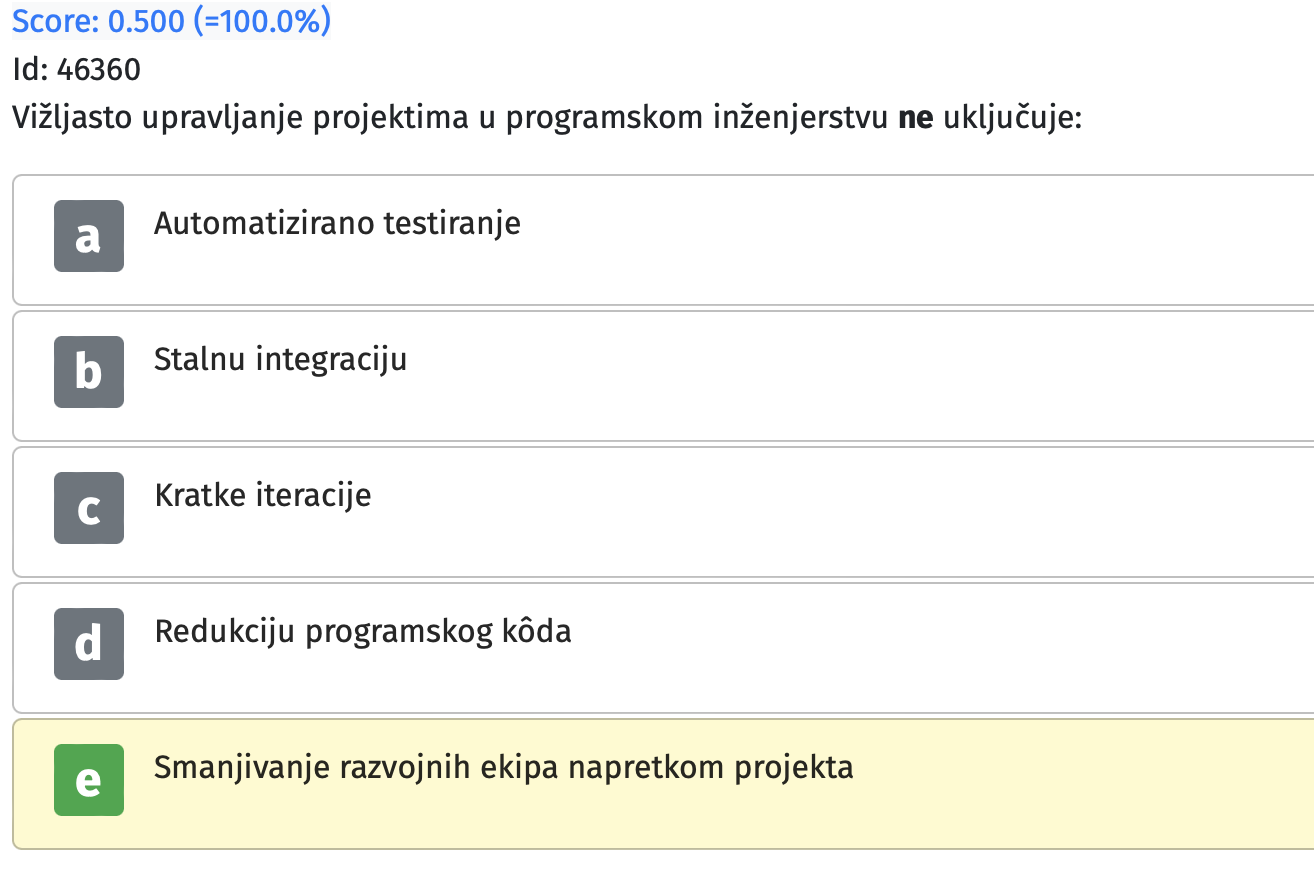 Score: 0.500 (=100.0%)
Id: 46360
Vižljasto upravljanje projektima u programskom inženjerstvu ne uključuje:
a Automatizirano testiranje
b Stalnu integraciju
c Kratke iteracije
d Redukciju programskog kôda
e Smanjivanje razvojnih ekipa napretkom projekta